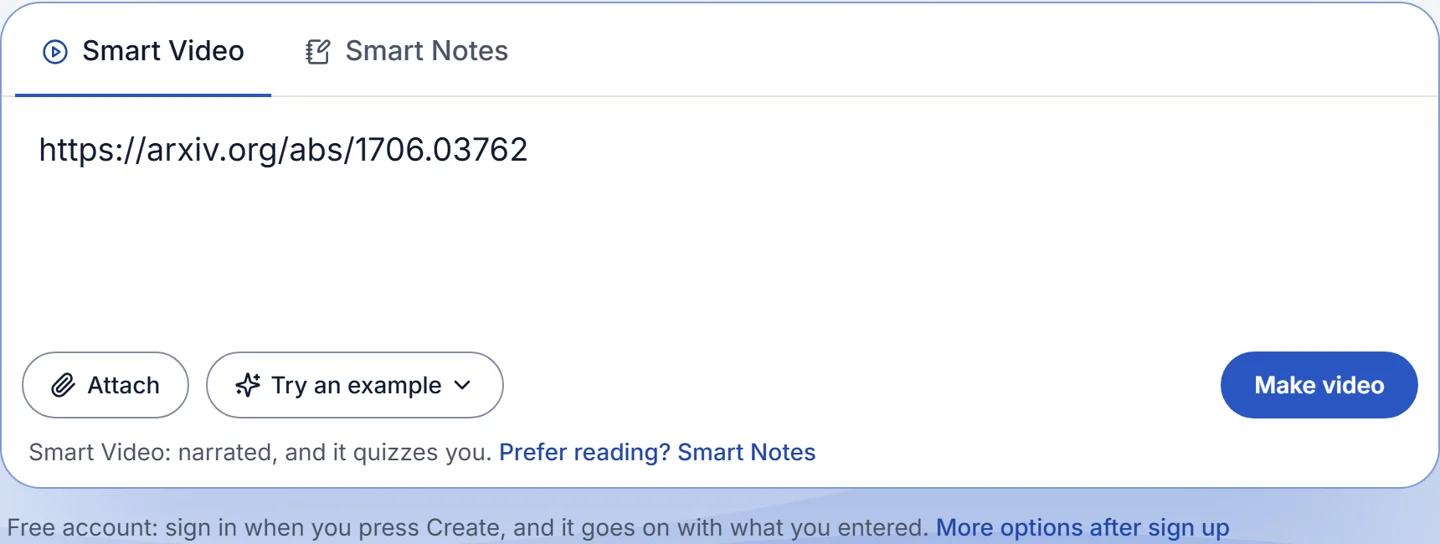 Smart Video
Smart Notes
https://arxiv.org/abs/1706.03762
Attach
Try an example
Make video
Smart Video: narrated, and it quizzes you. Prefer reading? Smart Notes
Free account: sign in when you press Create, and it goes on with what you entered. More options after sign up